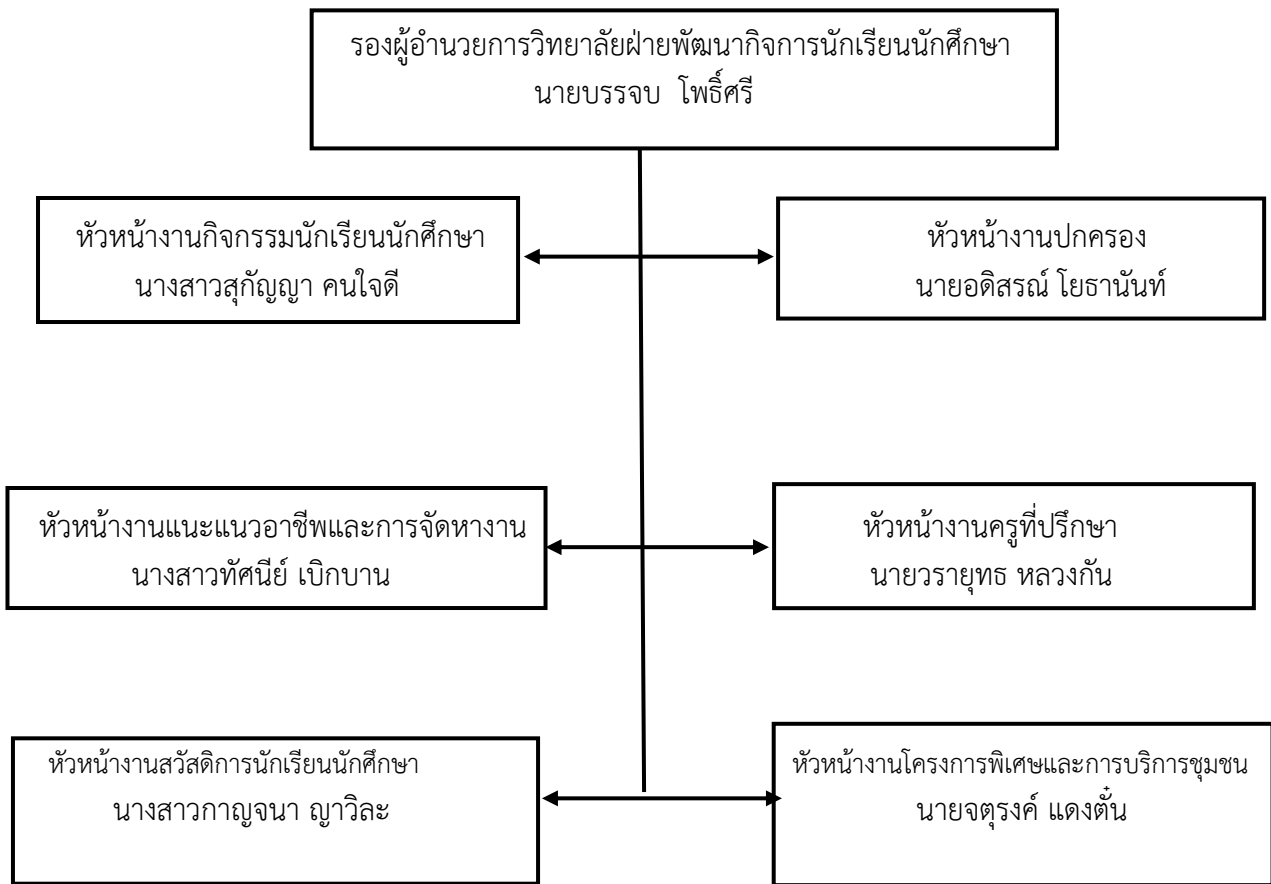 รองผู้อำนวยการวิทยาลัยฝ่ายพัฒนากิจการนักเรียนนักศึกษา
นายบรรจบ โพธิ์ศรี
หัวหน้างานกิจกรรมนักเรียนนักศึกษา
นางสาวสุกัญญา คนใจดี
หัวหน้างานปกครอง
นายอดิสรณ์ โยธานันท์
หัวหน้างานแนะแนวอาชีพและการจัดหางาน
นางสาวทัศนีย์ เบิกบาน
หัวหน้างานครูที่ปรึกษา
นายวรายุทธ หลวงกัน
หัวหน้างานสวัสดิการนักเรียนนักศึกษา
นางสาวกาญจนา ญาวิละ
หัวหน้างานโครงการพิเศษและการบริการชุมชน
นายจตุรงค์ แดงตั๋น